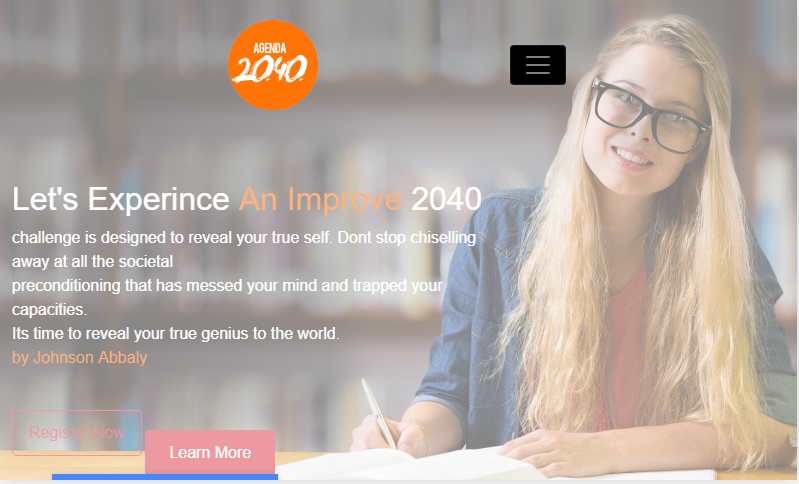 AGENDA
2040
Let's Experince An Improve 2040
challenge is designed to reveal your true self. Dont stop chiselling
away at all the societal
preconditioning that has messed your mind and trapped your
capacities.
Its time to reveal your true genius to the world.
by Johnson Abbaly
Register Now
Learn More